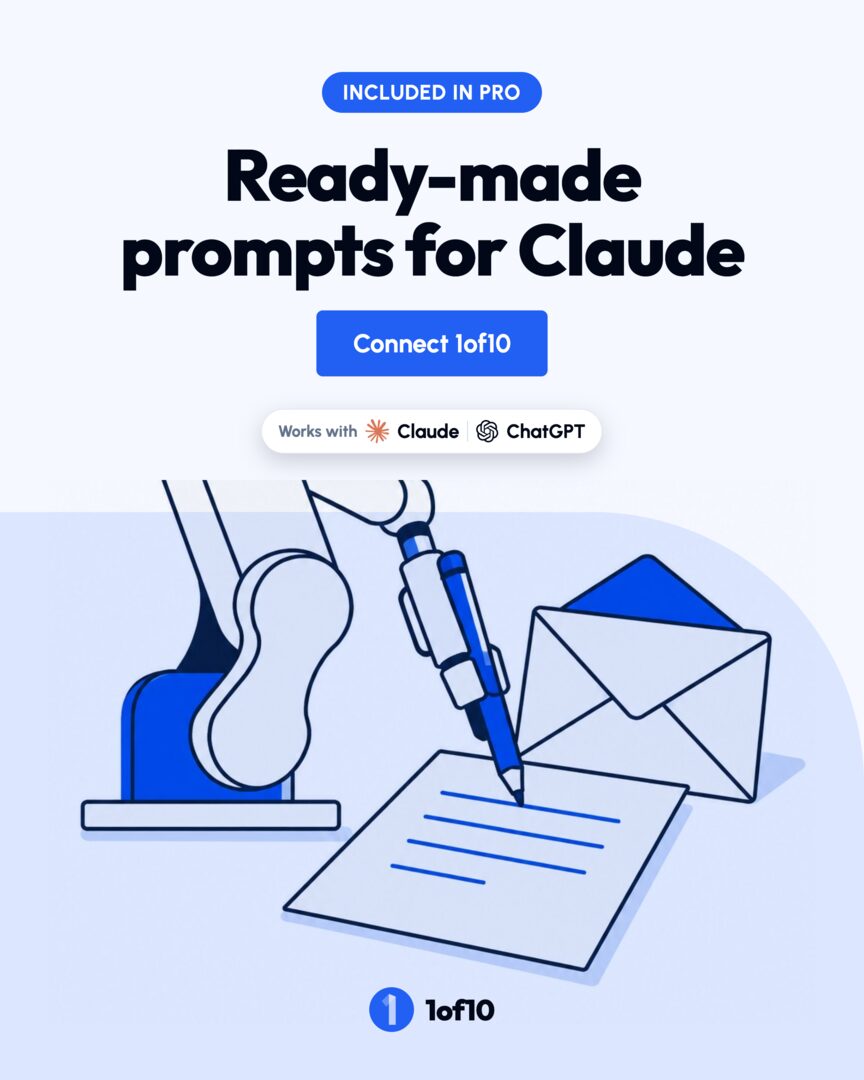 INCLUDED IN PRO
Ready-made
prompts for Claude
Connect 1of10
Works with Claude ChatGPT
1of10